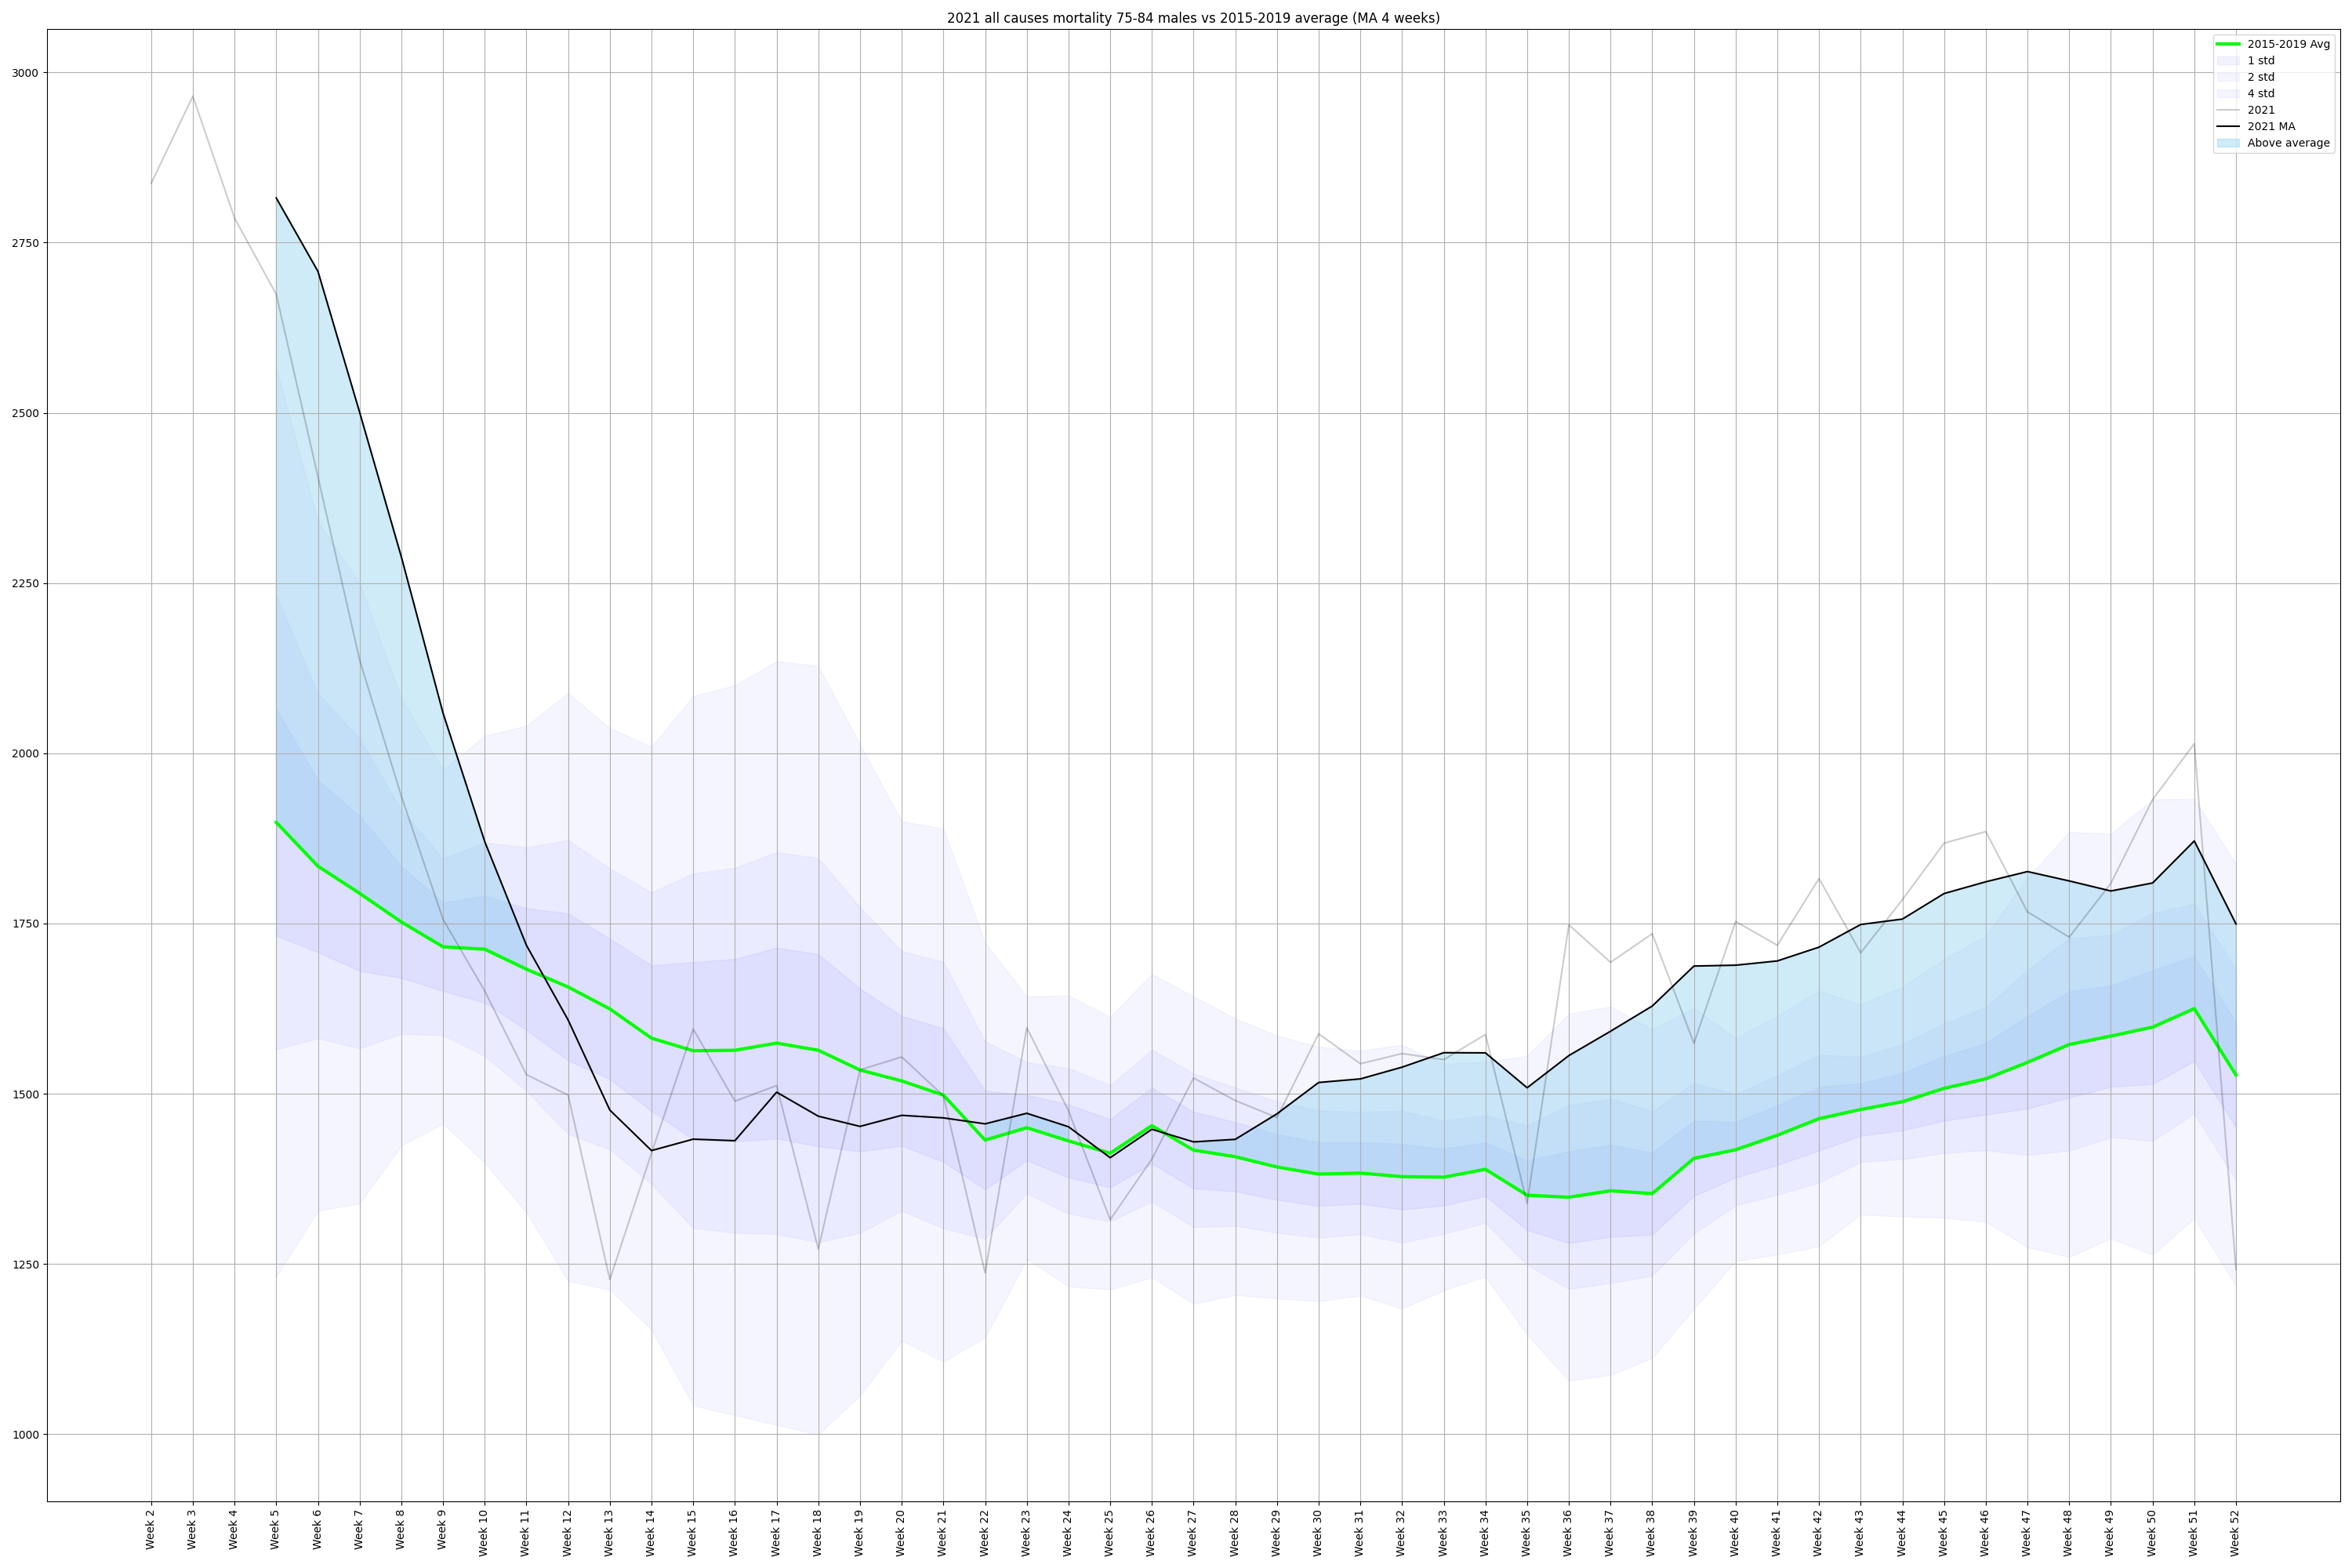 2021 all causes mortality 75-84 males vs 2015-2019 average (MA 4 weeks)
2015-2019 Avg
1 std
2 std
4 std
2021
2021 MA
Above average
3000
2750
2500
2250
2000
1750
1500
1250
1000
Week 2
Week 3
Week 4
Week 5
Week 6
Week 7
Week 8
Week 9
Week 10
Week 11
Week 12
Week 13
Week 14
Week 15
Week 16
Week 17
Week 18
Week 19
Week 20
Week 21
Week 22
Week 23
Week 24
Week 25
Week 26
Week 27
Week 28
Week 29
Week 30
Week 31
Week 32
Week 33
Week 34
Week 35
Week 36
Week 37
Week 38
Week 39
Week 40
Week 41
Week 42
Week 43
Week 44
Week 45
Week 46
Week 47
Week 48
Week 49
Week 50
Week 51
Week 52